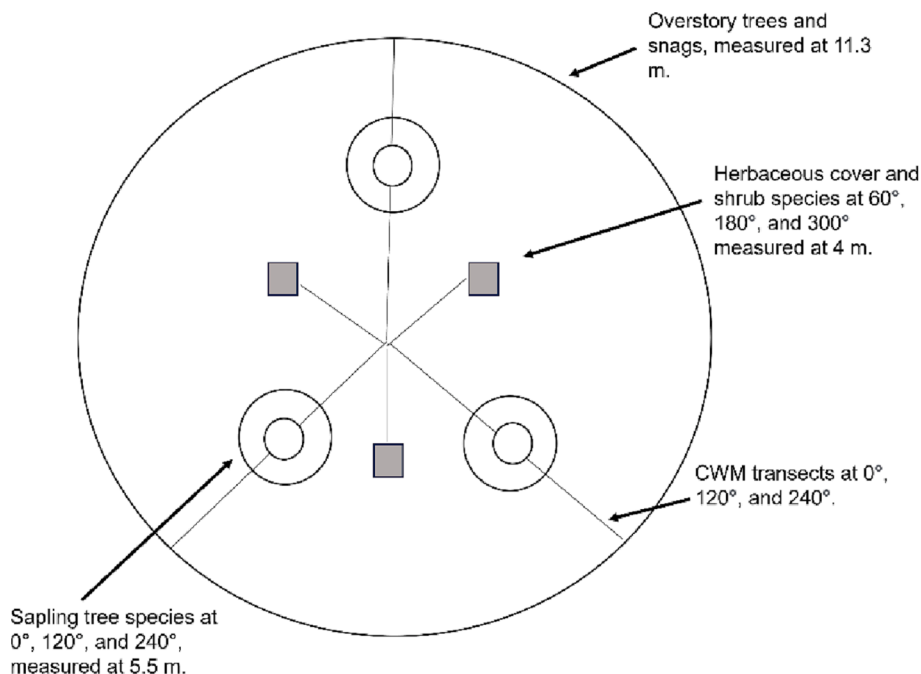 Overstory trees and
snags, measured at 11.3
m.
Herbaceous cover and
shrub species at 60°,
180°, and 300°
measured at 4 m.
CWM transects at 0°,
120°, and 240°.
Sapling tree species at
0°, 120°, and 240°,
measured at 5.5 m.